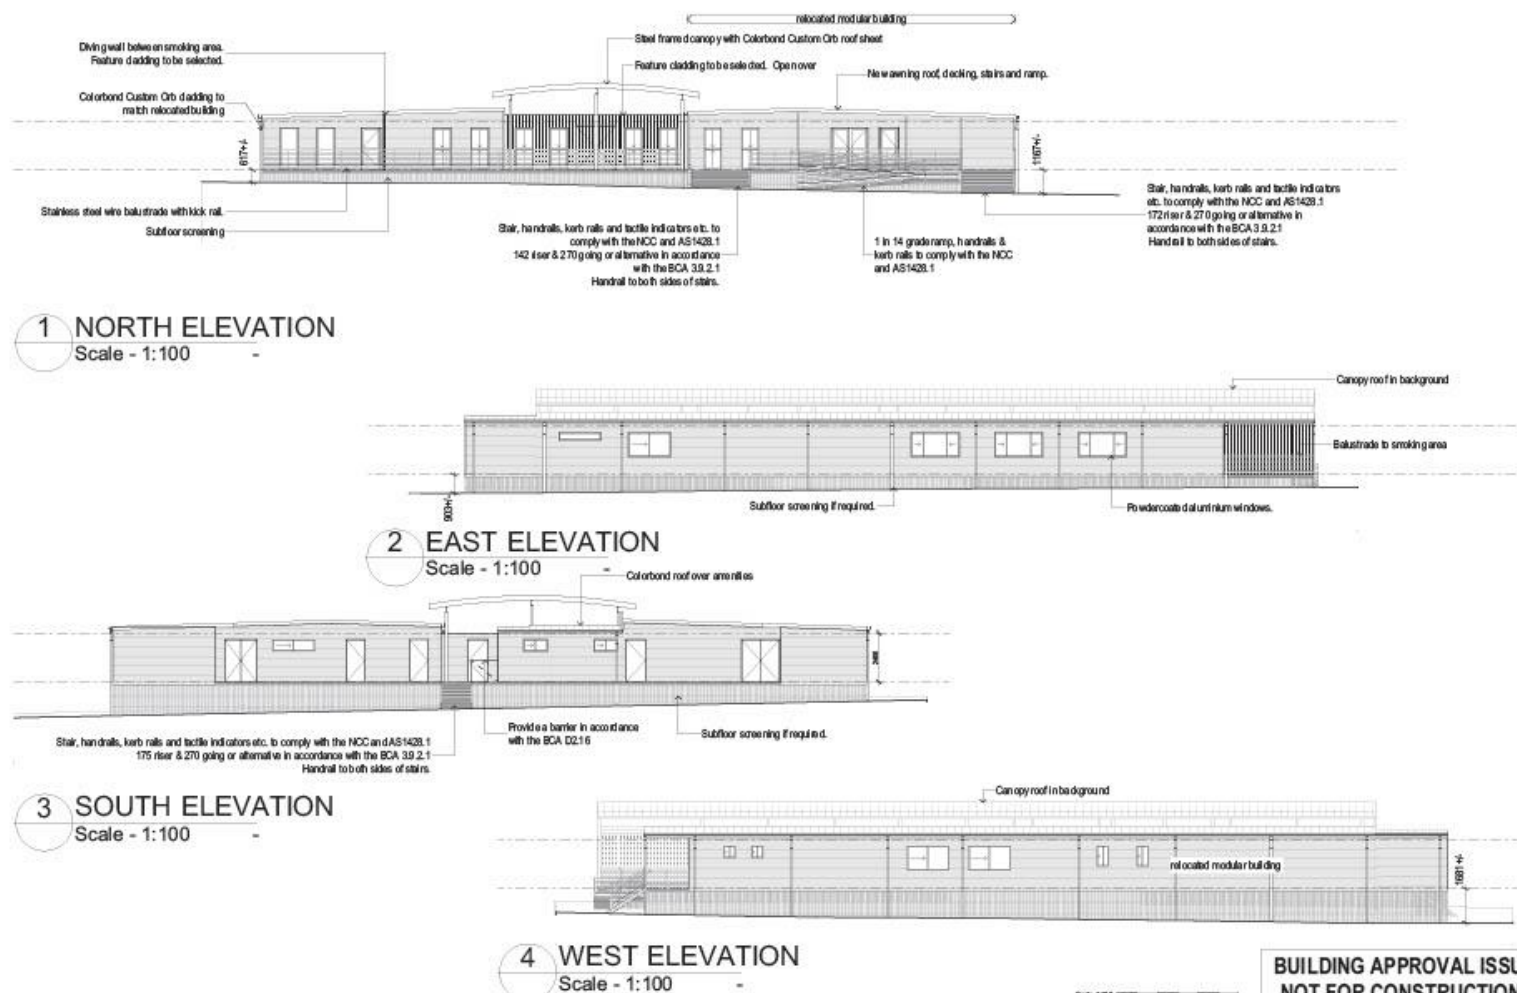 relocated modular building
Steel framed canopy with Colorbond Custom Orb roof sheet
Diving wall between smoking area.
Feature cladding to be selected.
Feature cladding to be selected. Open over
New awning roof, decking, stairs and ramp.
Colorbond Custom Orb cladding to
match relocated building
617+/-
1167+/-
Stainless steel wire balustrade with kick rail.
Subfloor screening
Stair, handrails, kerb rails and tactile indicators etc. to
comply with the NCC and AS1428.1
142 riser & 270 going or alternative in accordance
with the BCA 3.9.2.1
Handrail to both sides of stairs.
1 in 14 grade ramp, handrails &
kerb rails to comply with the NCC
and AS1428.1
Stair, handrails, kerb rails and tactile indicators
etc. to comply with the NCC and AS1428.1
172 riser & 270 going or alternative in
accordance with the BCA 3.9.2.1
Handrail to both sides of stairs.
1 NORTH ELEVATION
Scale - 1:100 -
Canopy roof in background
Balustrade to smoking area
903+/-
Subfloor screening if required.
Powdercoated aluminium windows.
2 EAST ELEVATION
Scale - 1:100 -
Colorbond roof over amenities
2408
Provide a barrier in accordance
with the BCA D2.16
Subfloor screening if required.
Stair, handrails, kerb rails and tactile indicators etc. to comply with the NCC and AS1428.1
175 riser & 270 going or alternative in accordance with the BCA 3.9.2.1
Handrail to both sides of stairs.
3 SOUTH ELEVATION
Scale - 1:100 -
Canopy roof in background
relocated modular building
1681+/-
4 WEST ELEVATION
Scale - 1:100 -
BUILDING APPROVAL ISSU
NOT FOR CONSTRUCTION